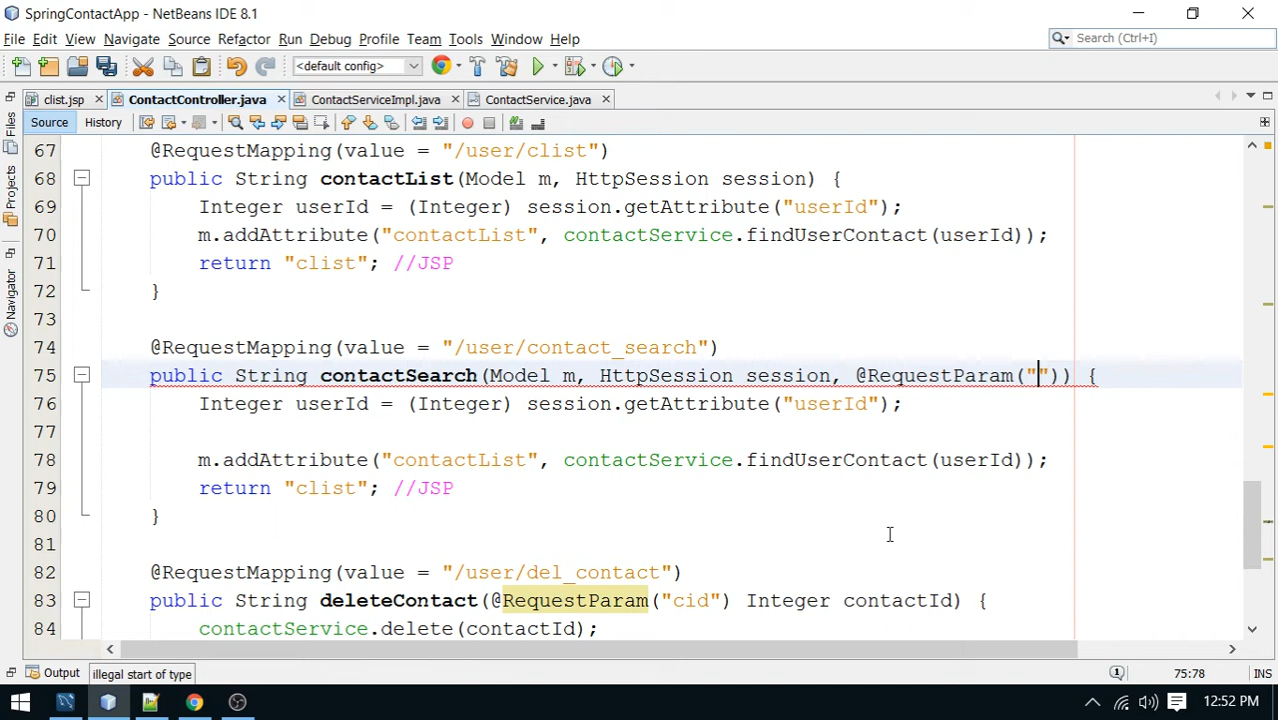 SpringContactApp - NetBeans IDE 8.1
File Edit View Navigate Source Refactor Run Debug Profile Team Tools Window Help
Search (Ctrl+I)
<default config>
clist.jsp ContactController.java ContactServiceImpl.java ContactService.java
Source History
Files
Projects
Navigator
67 @RequestMapping(value = "/user/clist")
68 public String contactList(Model m, HttpSession session) {
69 Integer userId = (Integer) session.getAttribute("userId");
70 m.addAttribute("contactList", contactService.findUserContact(userId));
71 return "clist"; //JSP
72 }
73
74 @RequestMapping(value = "/user/contact_search")
75 public String contactSearch(Model m, HttpSession session, @RequestParam("")) {
76 Integer userId = (Integer) session.getAttribute("userId");
77
78 m.addAttribute("contactList", contactService.findUserContact(userId));
79 return "clist"; //JSP
80 }
81
82 @RequestMapping(value = "/user/del_contact")
83 public String deleteContact(@RequestParam("cid") Integer contactId) {
84 contactService.delete(contactId);
Output illegal start of type 75:78 INS
12:52 PM